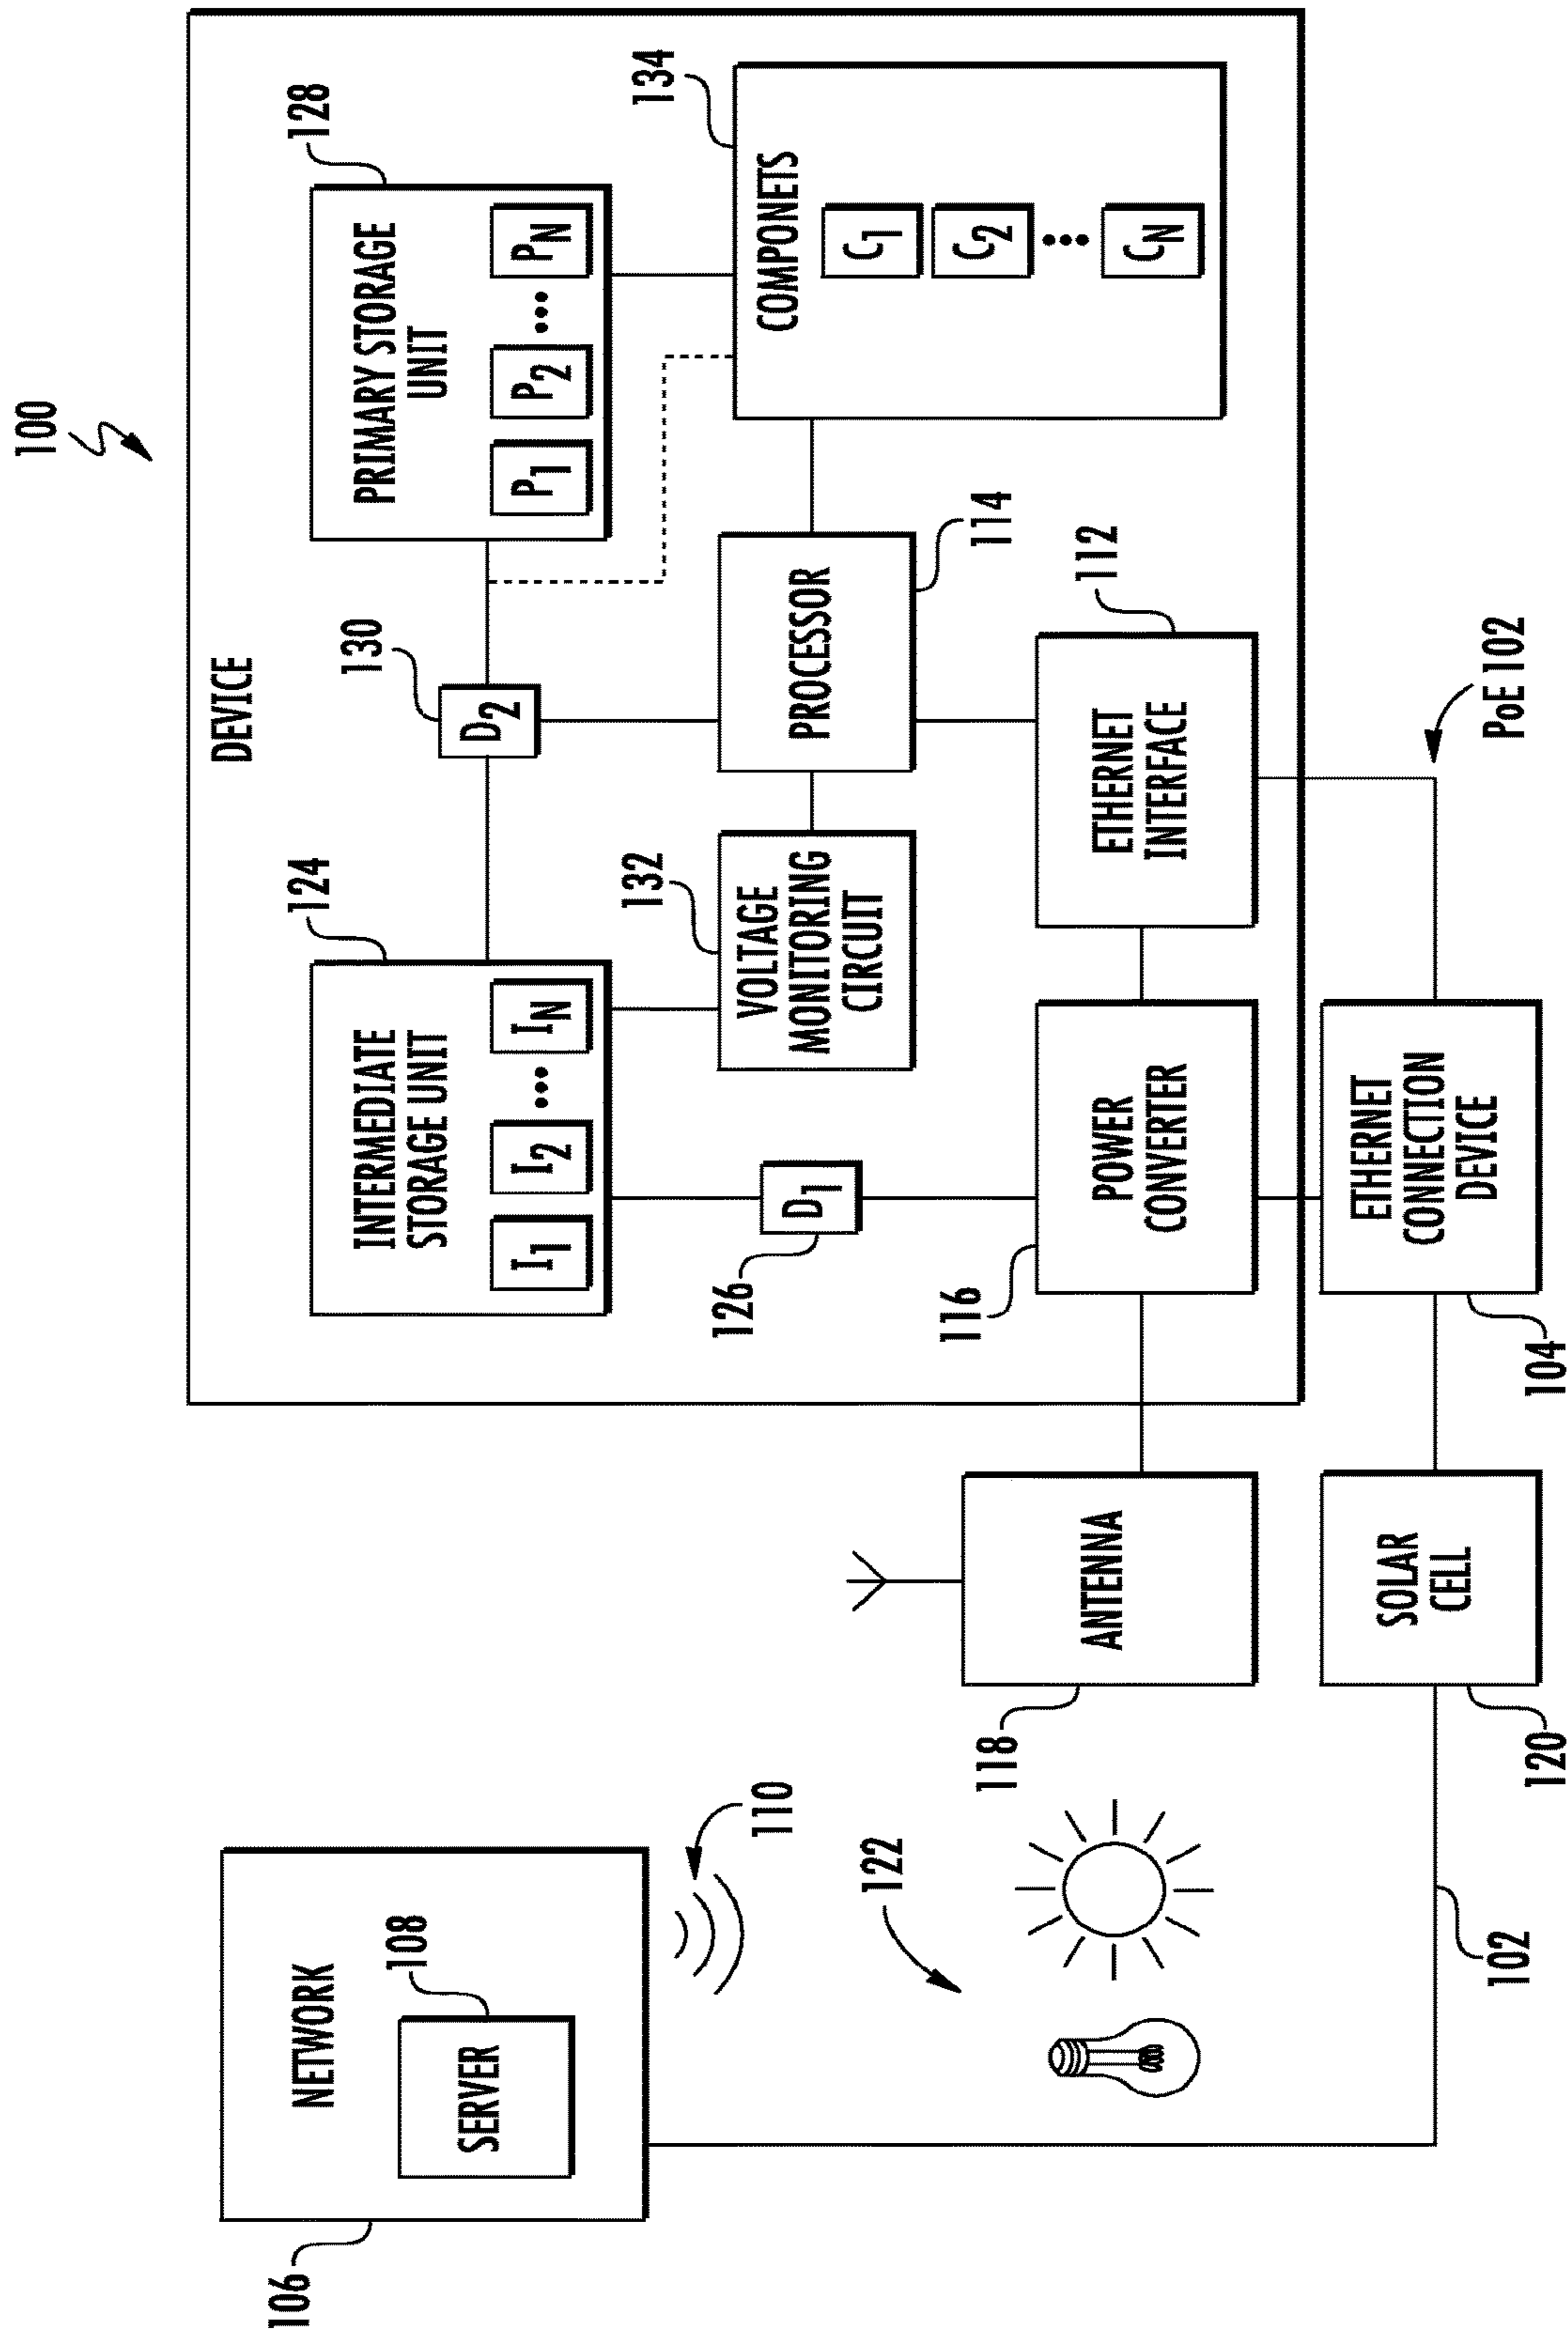 100
DEVICE
NETWORK
106
SERVER
108
110
122
INTERMEDIATE
STORAGE UNIT
124
I1
I2
•••
IN
130
D2
PRIMARY STORAGE
UNIT
128
P1
P2
•••
PN
126
D1
132
VOLTAGE
MONITORING
CIRCUIT
PROCESSOR
114
134
COMPONETS
C1
C2
•••
CN
118
ANTENNA
116
POWER
CONVERTER
ETHERNET
INTERFACE
112
102
120
SOLAR
CELL
104
ETHERNET
CONNECTION
DEVICE
PoE 102